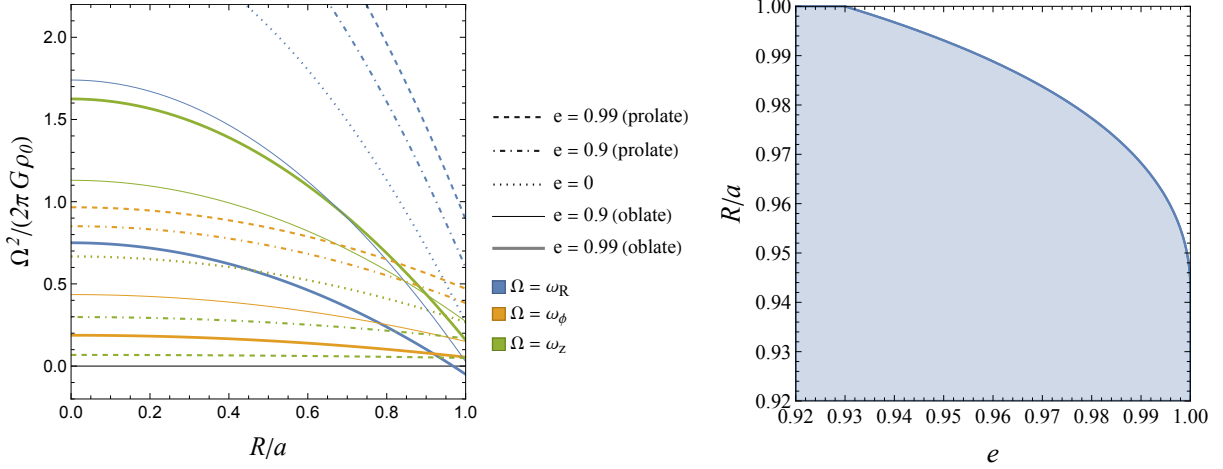 2.0
1.5
1.0
0.5
0.0
0.0 0.2 0.4 0.6 0.8 1.0
R/a
Ω²/(2π G ρ₀)
e = 0.99 (prolate)
e = 0.9 (prolate)
e = 0
e = 0.9 (oblate)
e = 0.99 (oblate)
Ω = ω_R
Ω = ω_ϕ
Ω = ω_z
1.00
0.99
0.98
0.97
0.96
0.95
0.94
0.93
0.92
0.92 0.93 0.94 0.95 0.96 0.97 0.98 0.99 1.00
e
R/a